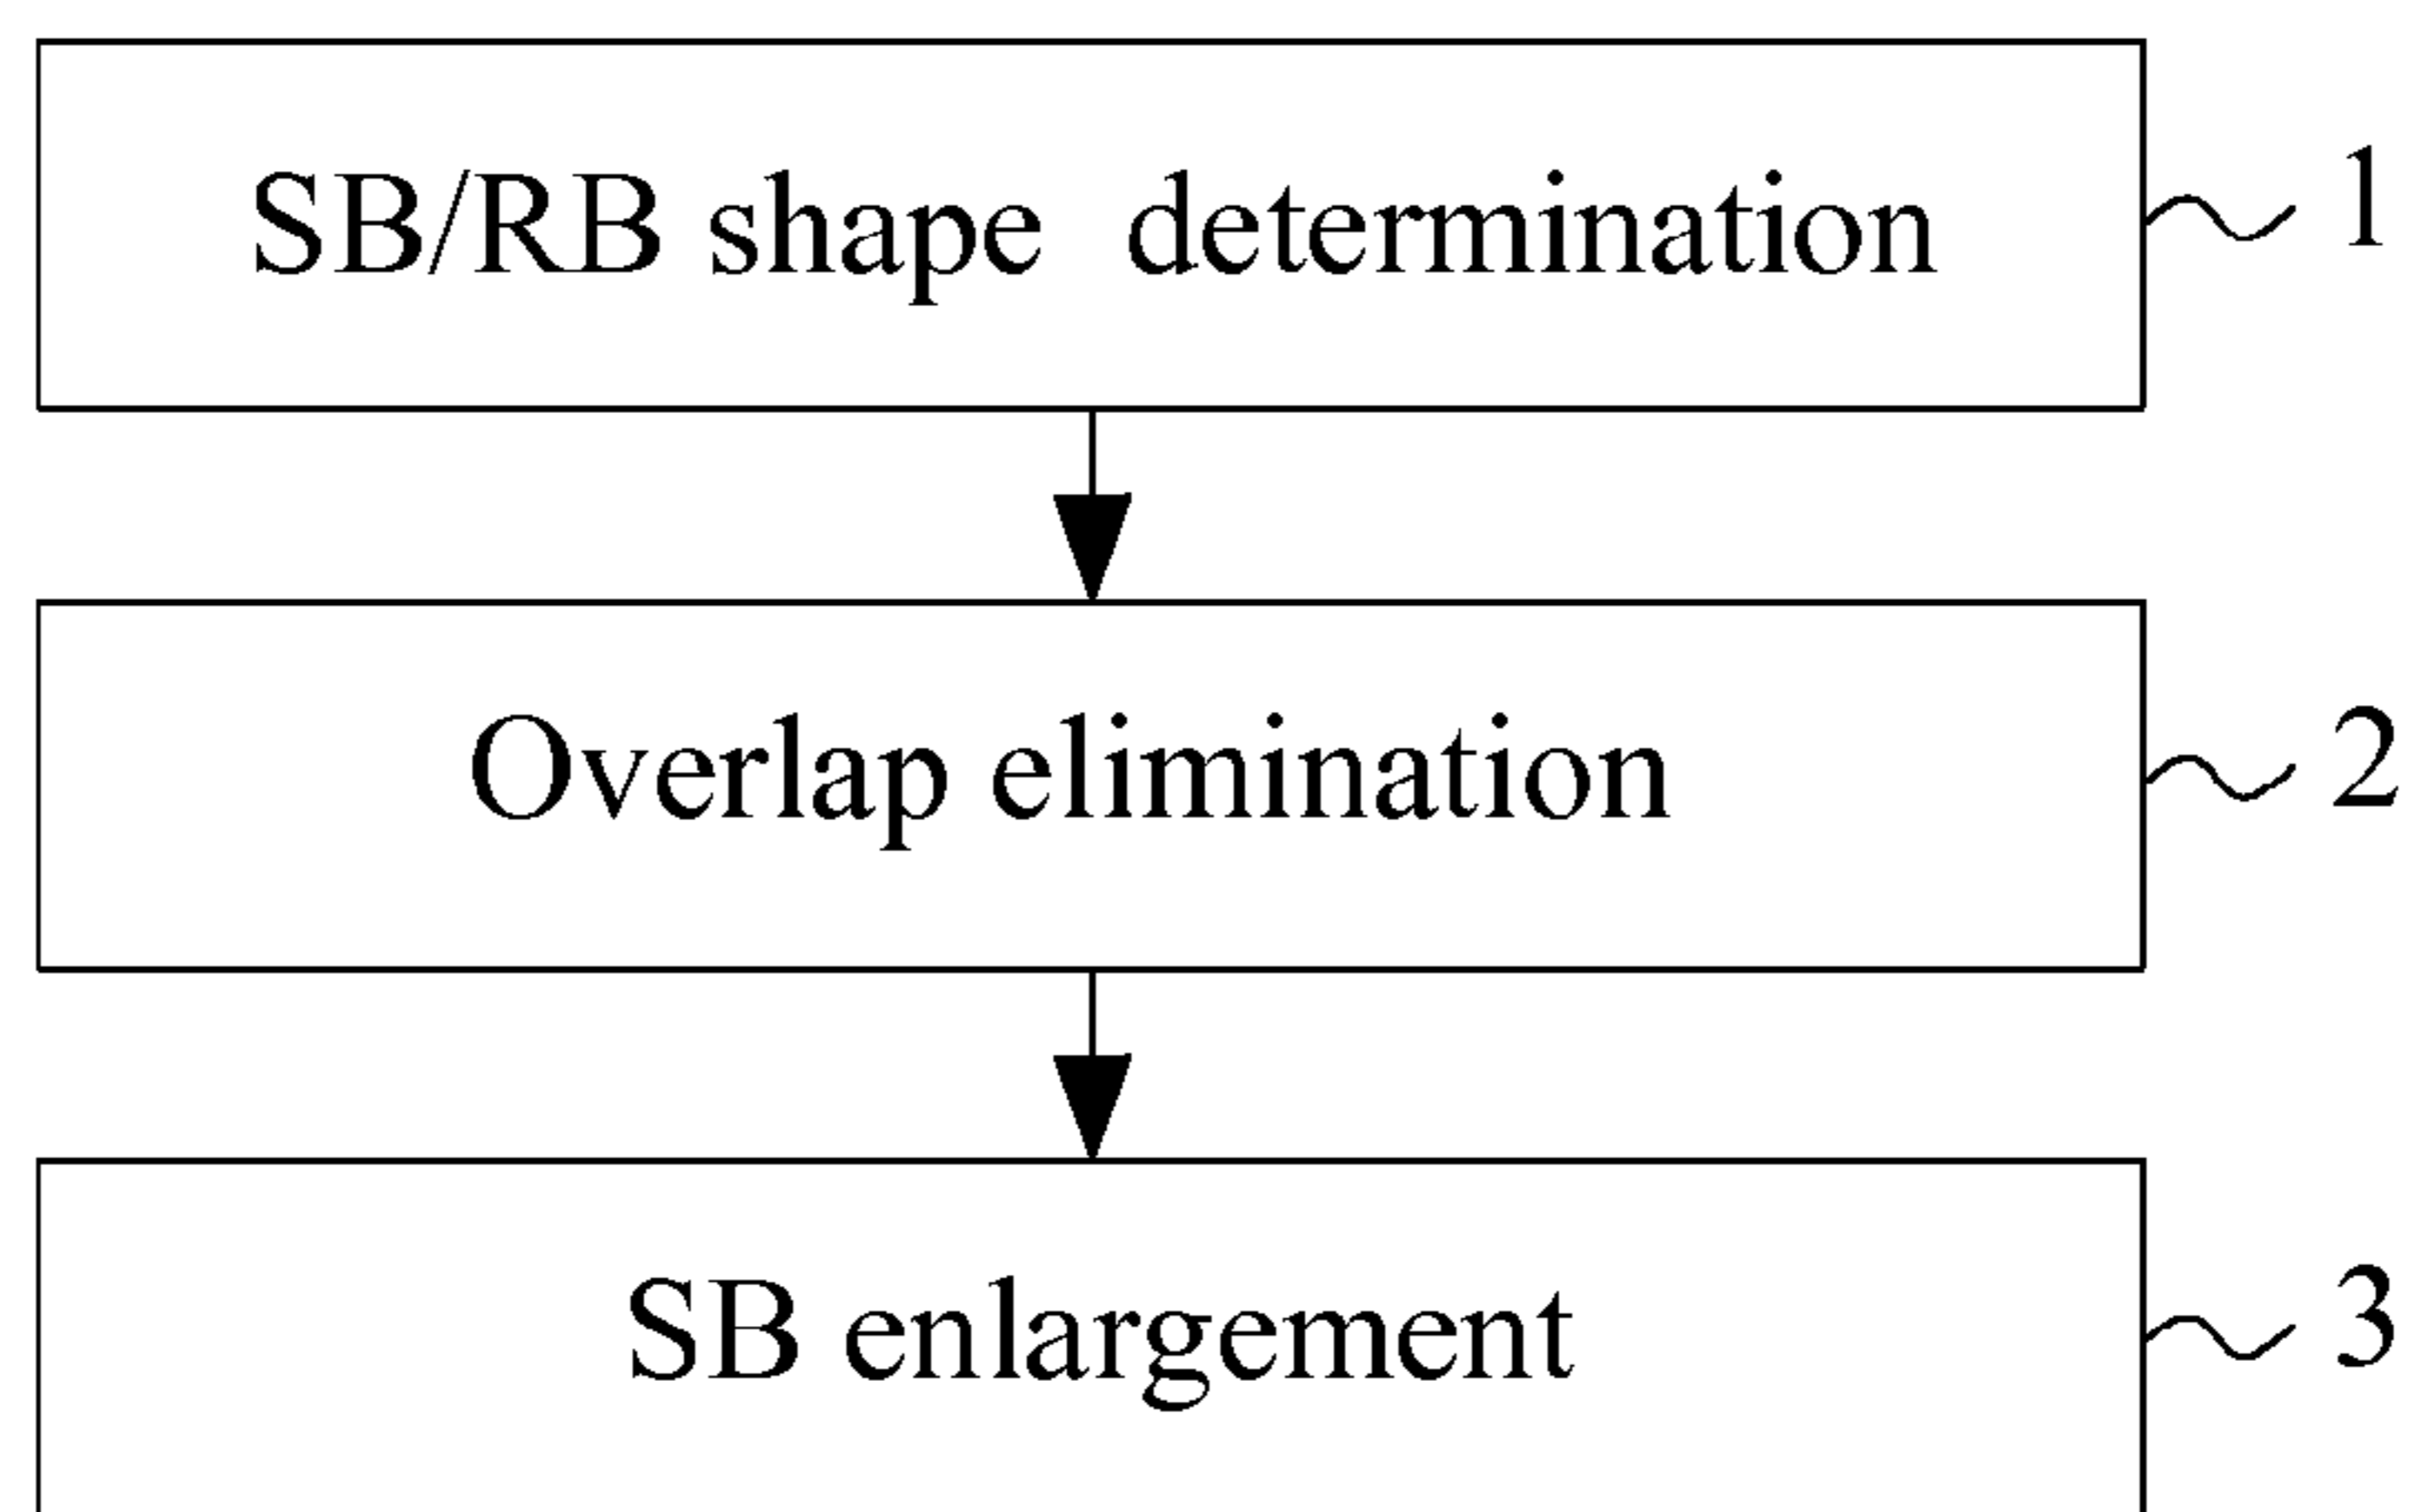 SB/RB shape determination
1
Overlap elimination
2
SB enlargement
3